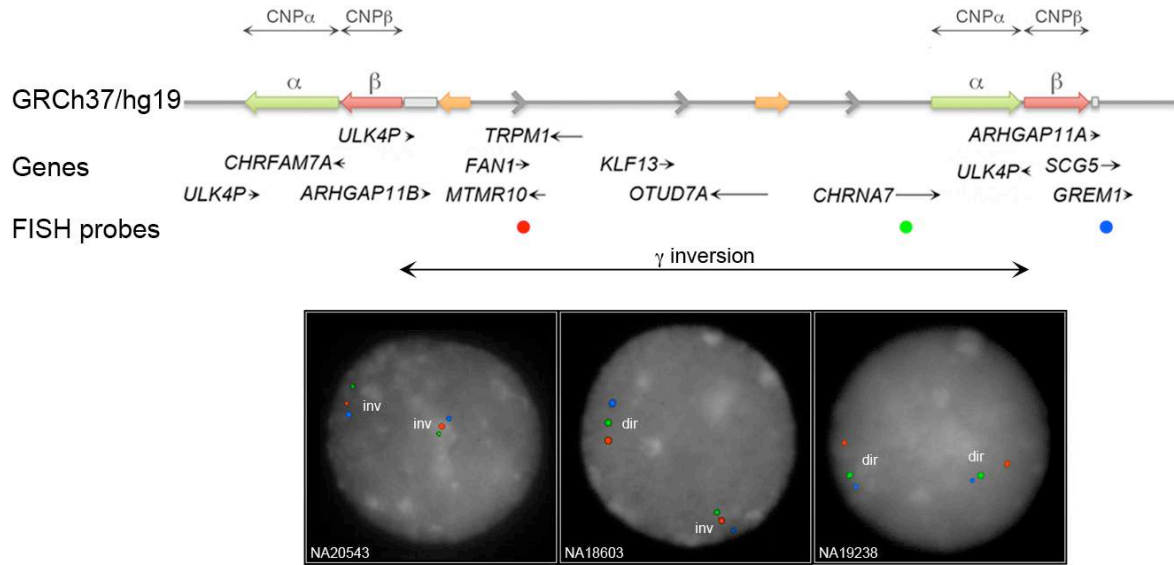 CNPα CNPβ CNPα CNPβ
α β α β
GRCh37/hg19
ULK4P TRPM1 ARHGAP11A
Genes CHRFAM7A FAN1 KLF13 ULK4P SCG5
ULK4P ARHGAP11B MTMR10 OTUD7A CHRNA7 GREM1
FISH probes
γ inversion
inv inv dir inv dir dir
NA20543 NA18603 NA19238